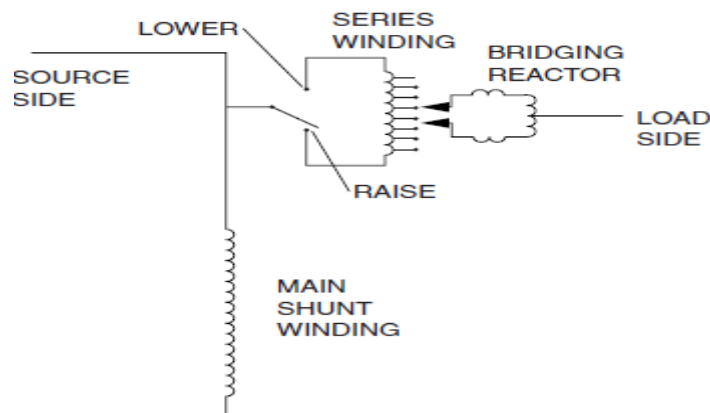 LOWER
SERIES
WINDING
BRIDGING
REACTOR
SOURCE
SIDE
LOAD
SIDE
RAISE
MAIN
SHUNT
WINDING